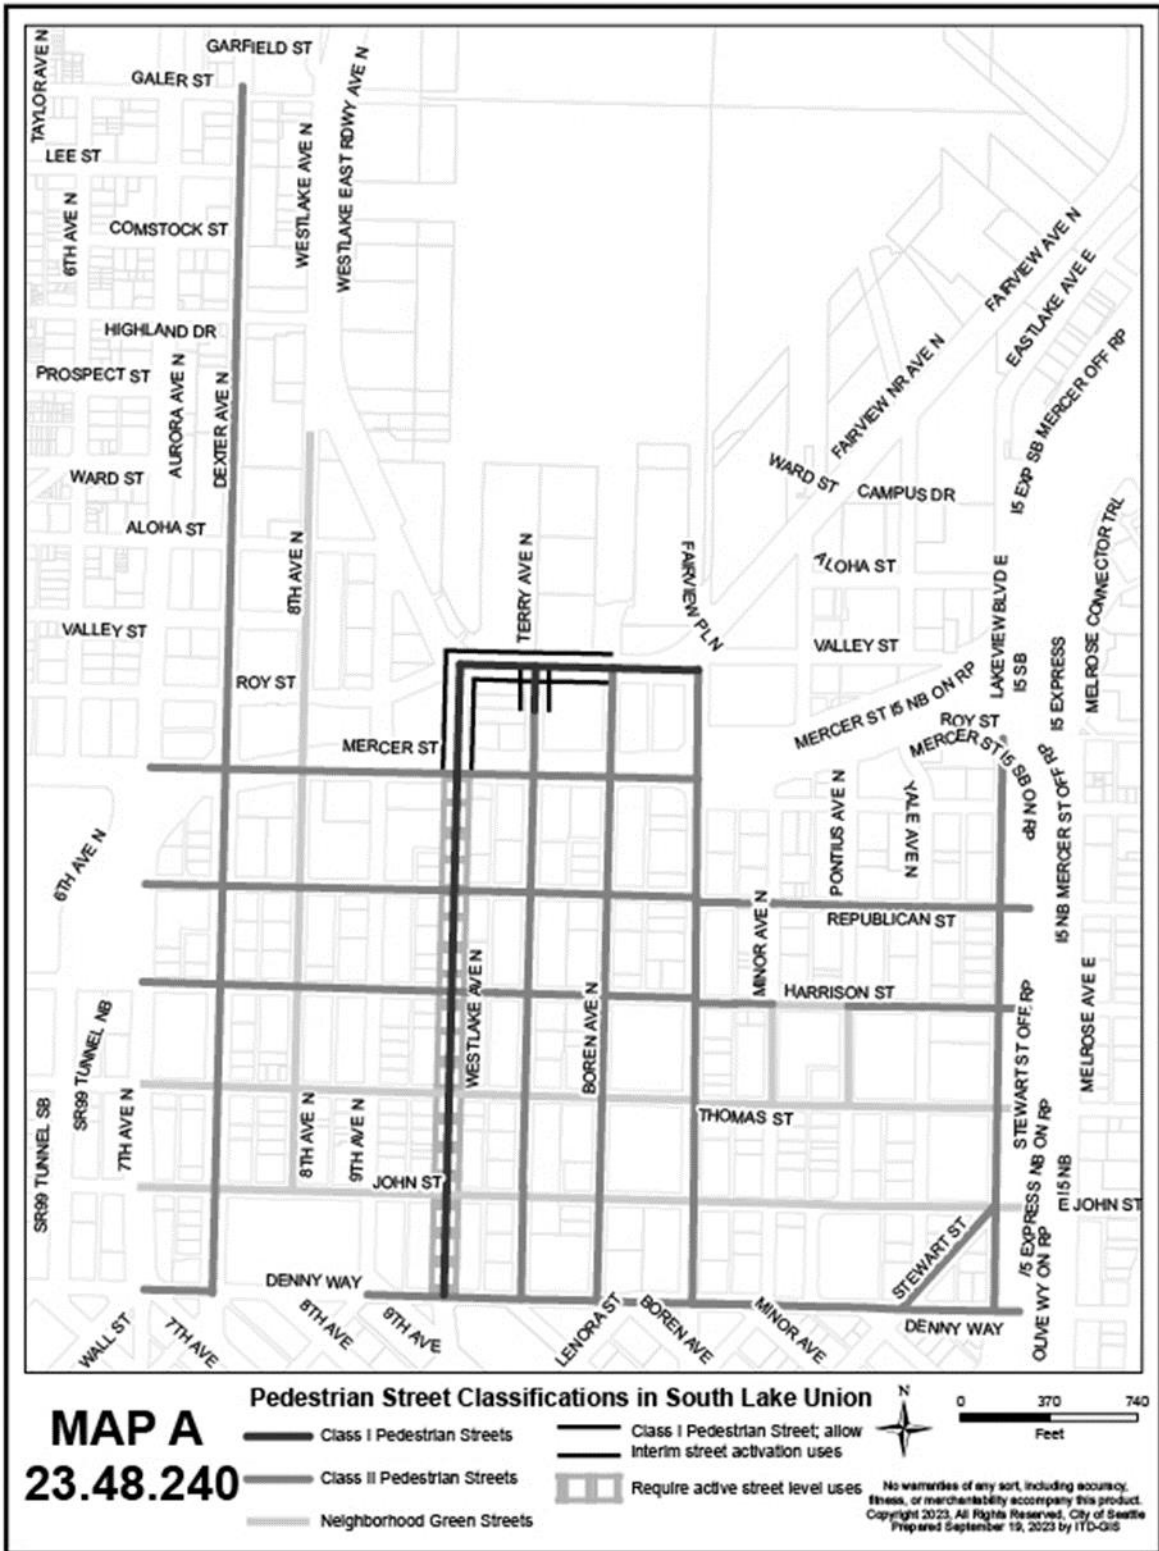 GARFIELD ST
TAYLOR AVE N
GALER ST
WESTLAKE AVE N
WESTLAKE EAST RDWY AVE N
LEE ST
6TH AVE N
COMSTOCK ST
FAIRVIEW AVE N
EASTLAKE AVE E
HIGHLAND DR
PROSPECT ST
AURORA AVE N
DEXTER AVE N
FAIRVIEW NR AVE N
I5 EXP SB MERCER OFF RP
WARD ST
WARD ST
CAMPUS DR
ALOHA ST
8TH AVE N
TERRY AVE N
FAIRVIEW PL N
ALOHA ST
LAKEVIEW BLVD E
MELROSE CONNECTOR TRL
VALLEY ST
VALLEY ST
I5 SB
I5 EXPRESS
ROY ST
MERCER ST I5 NB ON RP
ROY ST
MERCER ST
MERCER ST I5 SB ON RP
6TH AVE N
PONTIUS AVE N
YALE AVE N
I5 NB MERCER ST OFF RP
MINOR AVE N
REPUBLICAN ST
WESTLAKE AVE N
BOREN AVE N
HARRISON ST
SR99 TUNNEL NB
STEWART ST OFF RP
MELROSE AVE E
SR99 TUNNEL SB
7TH AVE N
8TH AVE N
9TH AVE N
THOMAS ST
JOHN ST
I5 EXPRESS NB ON RP
E I5 NB
E JOHN ST
STEWART ST
DENNY WAY
OLIVE WY ON RP
WALL ST
7TH AVE
8TH AVE
9TH AVE
LENORA ST
BOREN AVE
MINOR AVE
DENNY WAY
Pedestrian Street Classifications in South Lake Union
MAP A
23.48.240
Class I Pedestrian Streets
Class II Pedestrian Streets
Neighborhood Green Streets
Class I Pedestrian Street; allow
Interim street activation uses
Require active street level uses
N
0 370 740
Feet
No warranties of any sort, including accuracy,
fitness, or merchantability accompany this product.
Copyright 2023, All Rights Reserved, City of Seattle
Prepared September 19, 2023 by ITD-GIS